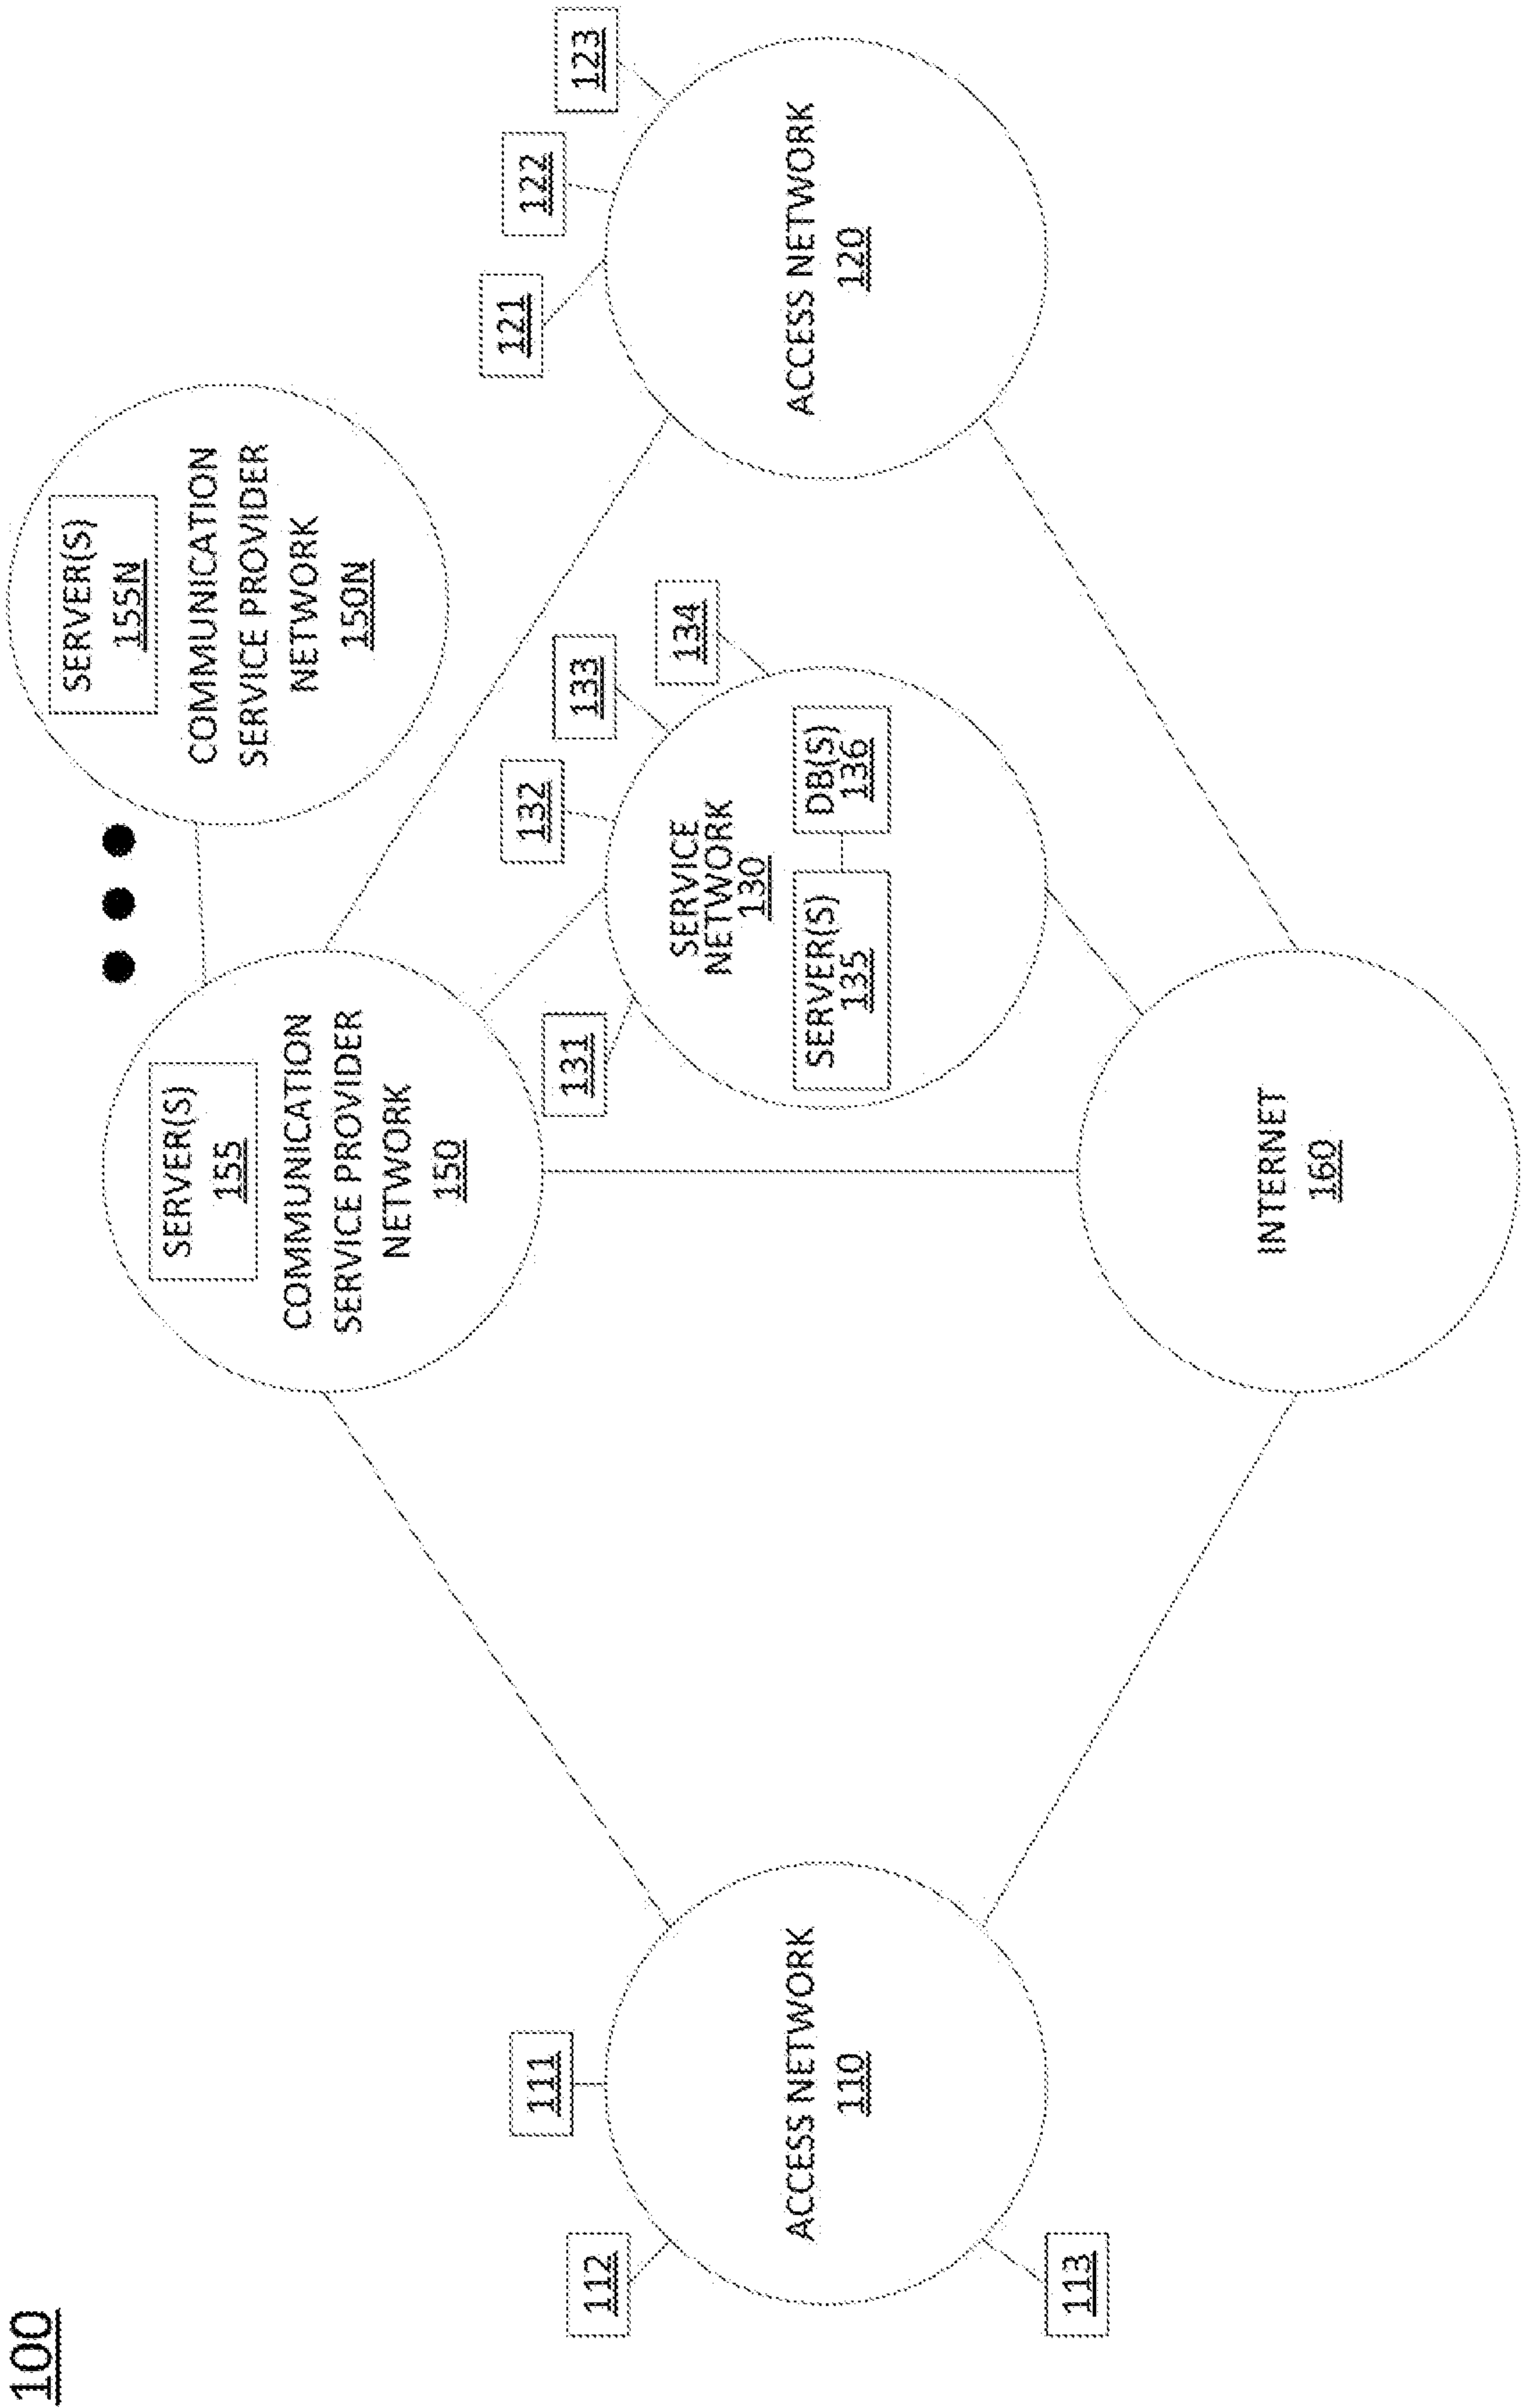 100
SERVER(S)
155N
COMMUNICATION
SERVICE PROVIDER
NETWORK
150N
SERVER(S)
155
COMMUNICATION
SERVICE PROVIDER
NETWORK
150
111
112
113
ACCESS NETWORK
110
131
132
133
134
SERVICE
NETWORK
130
SERVER(S)
135
DB(S)
136
121
122
123
ACCESS NETWORK
120
INTERNET
160